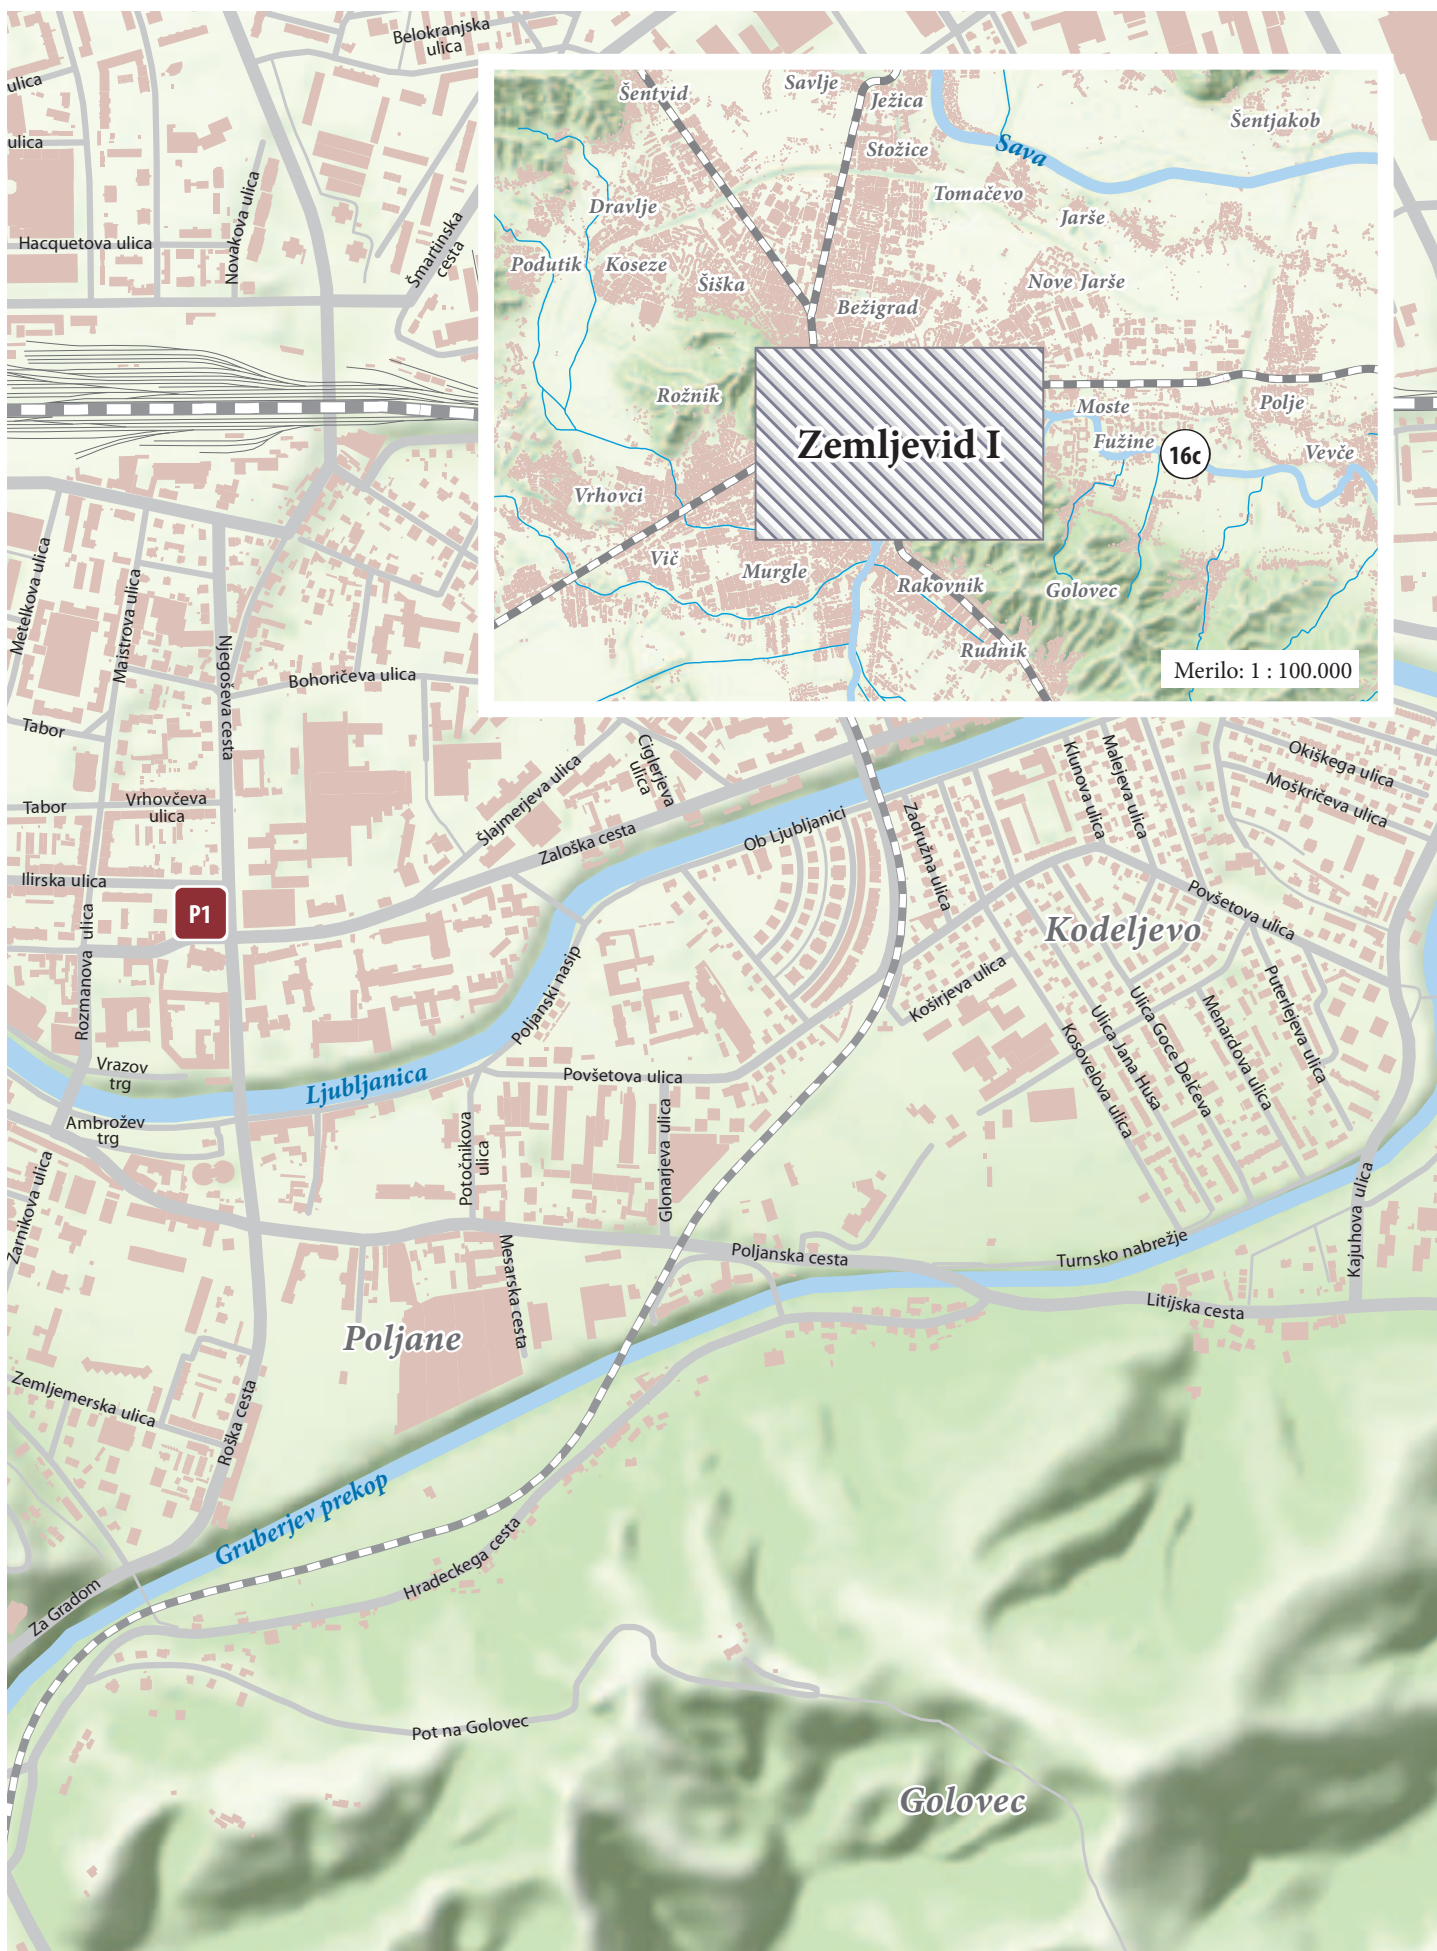 Belokranjska
ulica
ulica
ulica
Hacquetova ulica
Novakova ulica
Šmartinska
cesta
Šentvid
Savlje
Ježica
Šentjakob
Stožice
Sava
Tomačevo
Dravlje
Jarše
Podutik
Koseze
Šiška
Nove Jarše
Bežigrad
Rožnik
Moste
Polje
Zemljevid I
Fužine
16c
Vevče
Vrhovci
Vič
Murgle
Rakovnik
Golovec
Rudnik
Merilo: 1 : 100.000
Metelkova ulica
Maistrova ulica
Njegoševa cesta
Bohoričeva ulica
Tabor
Tabor
Vrhovčeva
ulica
Ciglerjeva
ulica
Šlajmerjeva ulica
Zaloška cesta
Ob Ljubljanici
Zadružna ulica
Klunova ulica
Malejeva ulica
Okiškega ulica
Moškričeva ulica
Ilirska ulica
P1
Povšetova ulica
Kodeljevo
Rozmanova ulica
Poljanski nasip
Koširjeva ulica
Kosovelova ulica
Ulica Jana Husa
Ulica Goce Delčeva
Menardova ulica
Puterlejeva ulica
Vrazov
trg
Ljubljanica
Povšetova ulica
Ambrožev
trg
Potočnikova
ulica
Glonarjeva ulica
Zarnikova ulica
Mesarska cesta
Poljanska cesta
Turnsko nabrežje
Kajuhova ulica
Litijska cesta
Poljane
Zemljemerska ulica
Roška cesta
Gruberjev prekop
Hradeckega cesta
Za Gradom
Pot na Golovec
Golovec